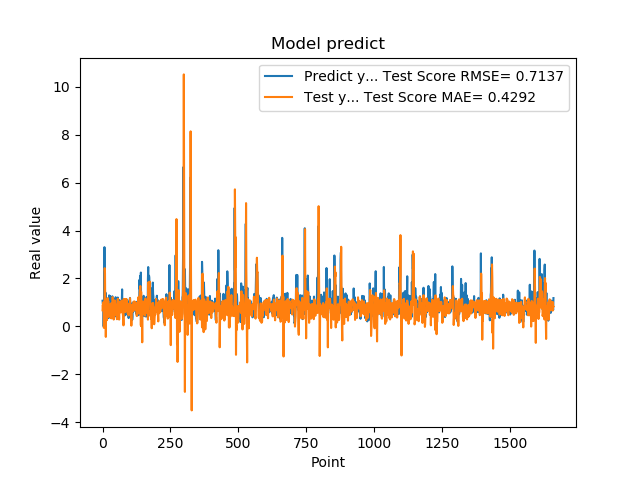 Model predict
Predict y... Test Score RMSE= 0.7137
Test y... Test Score MAE= 0.4292
10
8
6
4
2
0
−2
−4
Real value
0 250 500 750 1000 1250 1500
Point